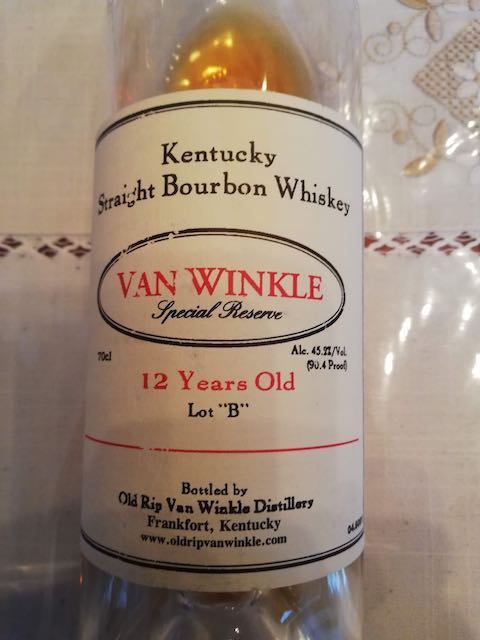 Kentucky
Straight Bourbon Whiskey
VAN WINKLE
Special Reserve
70cl
Alc. 45.2%/Vol.
(90.4 Proof)
12 Years Old
Lot "B"
Bottled by
Old Rip Van Winkle Distillery
Frankfort, Kentucky
www.oldripvanwinkle.com